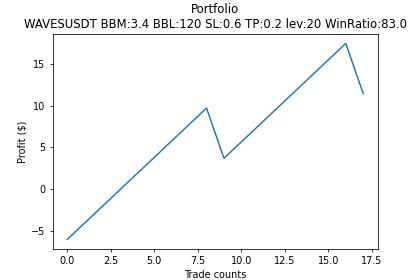 Portfolio
WAVESUSDT BBM:3.4 BBL:120 SL:0.6 TP:0.2 lev:20 WinRatio:83.0
Profit ($)
15
10
5
0
−5
0.0 2.5 5.0 7.5 10.0 12.5 15.0 17.5
Trade counts